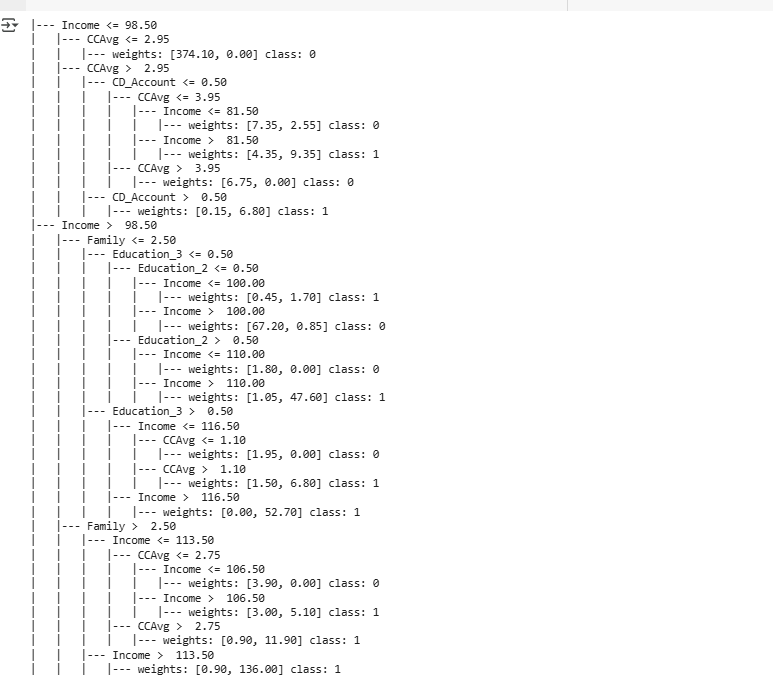 |--- Income <= 98.50
|   |--- CCAvg <= 2.95
|   |   |--- weights: [374.10, 0.00] class: 0
|   |--- CCAvg >  2.95
|   |   |--- CD_Account <= 0.50
|   |   |   |--- CCAvg <= 3.95
|   |   |   |   |--- Income <= 81.50
|   |   |   |   |   |--- weights: [7.35, 2.55] class: 0
|   |   |   |   |--- Income >  81.50
|   |   |   |   |   |--- weights: [4.35, 9.35] class: 1
|   |   |   |--- CCAvg >  3.95
|   |   |   |   |--- weights: [6.75, 0.00] class: 0
|   |   |--- CD_Account >  0.50
|   |   |   |--- weights: [0.15, 6.80] class: 1
|--- Income >  98.50
|   |--- Family <= 2.50
|   |   |--- Education_3 <= 0.50
|   |   |   |--- Education_2 <= 0.50
|   |   |   |   |--- Income <= 100.00
|   |   |   |   |   |--- weights: [0.45, 1.70] class: 1
|   |   |   |   |--- Income >  100.00
|   |   |   |   |   |--- weights: [67.20, 0.85] class: 0
|   |   |   |--- Education_2 >  0.50
|   |   |   |   |--- Income <= 110.00
|   |   |   |   |   |--- weights: [1.80, 0.00] class: 0
|   |   |   |   |--- Income >  110.00
|   |   |   |   |   |--- weights: [1.05, 47.60] class: 1
|   |   |--- Education_3 >  0.50
|   |   |   |--- Income <= 116.50
|   |   |   |   |--- CCAvg <= 1.10
|   |   |   |   |   |--- weights: [1.95, 0.00] class: 0
|   |   |   |   |--- CCAvg >  1.10
|   |   |   |   |   |--- weights: [1.50, 6.80] class: 1
|   |   |   |--- Income >  116.50
|   |   |   |   |--- weights: [0.00, 52.70] class: 1
|   |--- Family >  2.50
|   |   |--- Income <= 113.50
|   |   |   |--- CCAvg <= 2.75
|   |   |   |   |--- Income <= 106.50
|   |   |   |   |   |--- weights: [3.90, 0.00] class: 0
|   |   |   |   |--- Income >  106.50
|   |   |   |   |   |--- weights: [3.00, 5.10] class: 1
|   |   |   |--- CCAvg >  2.75
|   |   |   |   |--- weights: [0.90, 11.90] class: 1
|   |   |--- Income >  113.50
|   |   |   |--- weights: [0.90, 136.00] class: 1